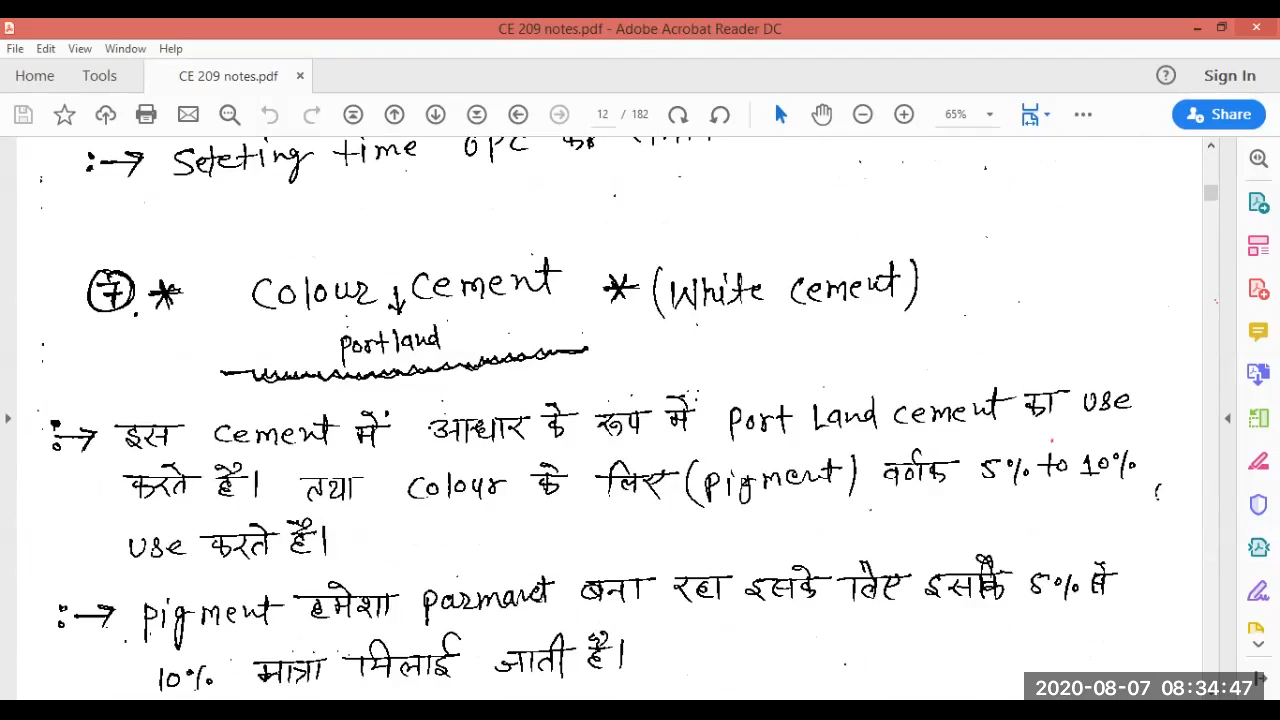 CE 209 notes.pdf - Adobe Acrobat Reader DC
File Edit View Window Help
Home Tools CE 209 notes.pdf × Sign In
12 / 182 65% Share
:→ Seteting time OPC का
7. * Colour ↓ Cement * (White cement)
portland
:→ इस cement में आधार के रूप में Port Land cement का use
करते हैं। तथा colour के लिए (pigment) वर्णक 5% to 10%
use करते हैं।
:→ pigment हमेशा parmanet बना रहा इसके लिए इसमें 5% से
10% मात्रा मिलाई जाती है।
2020-08-07 08:34:47